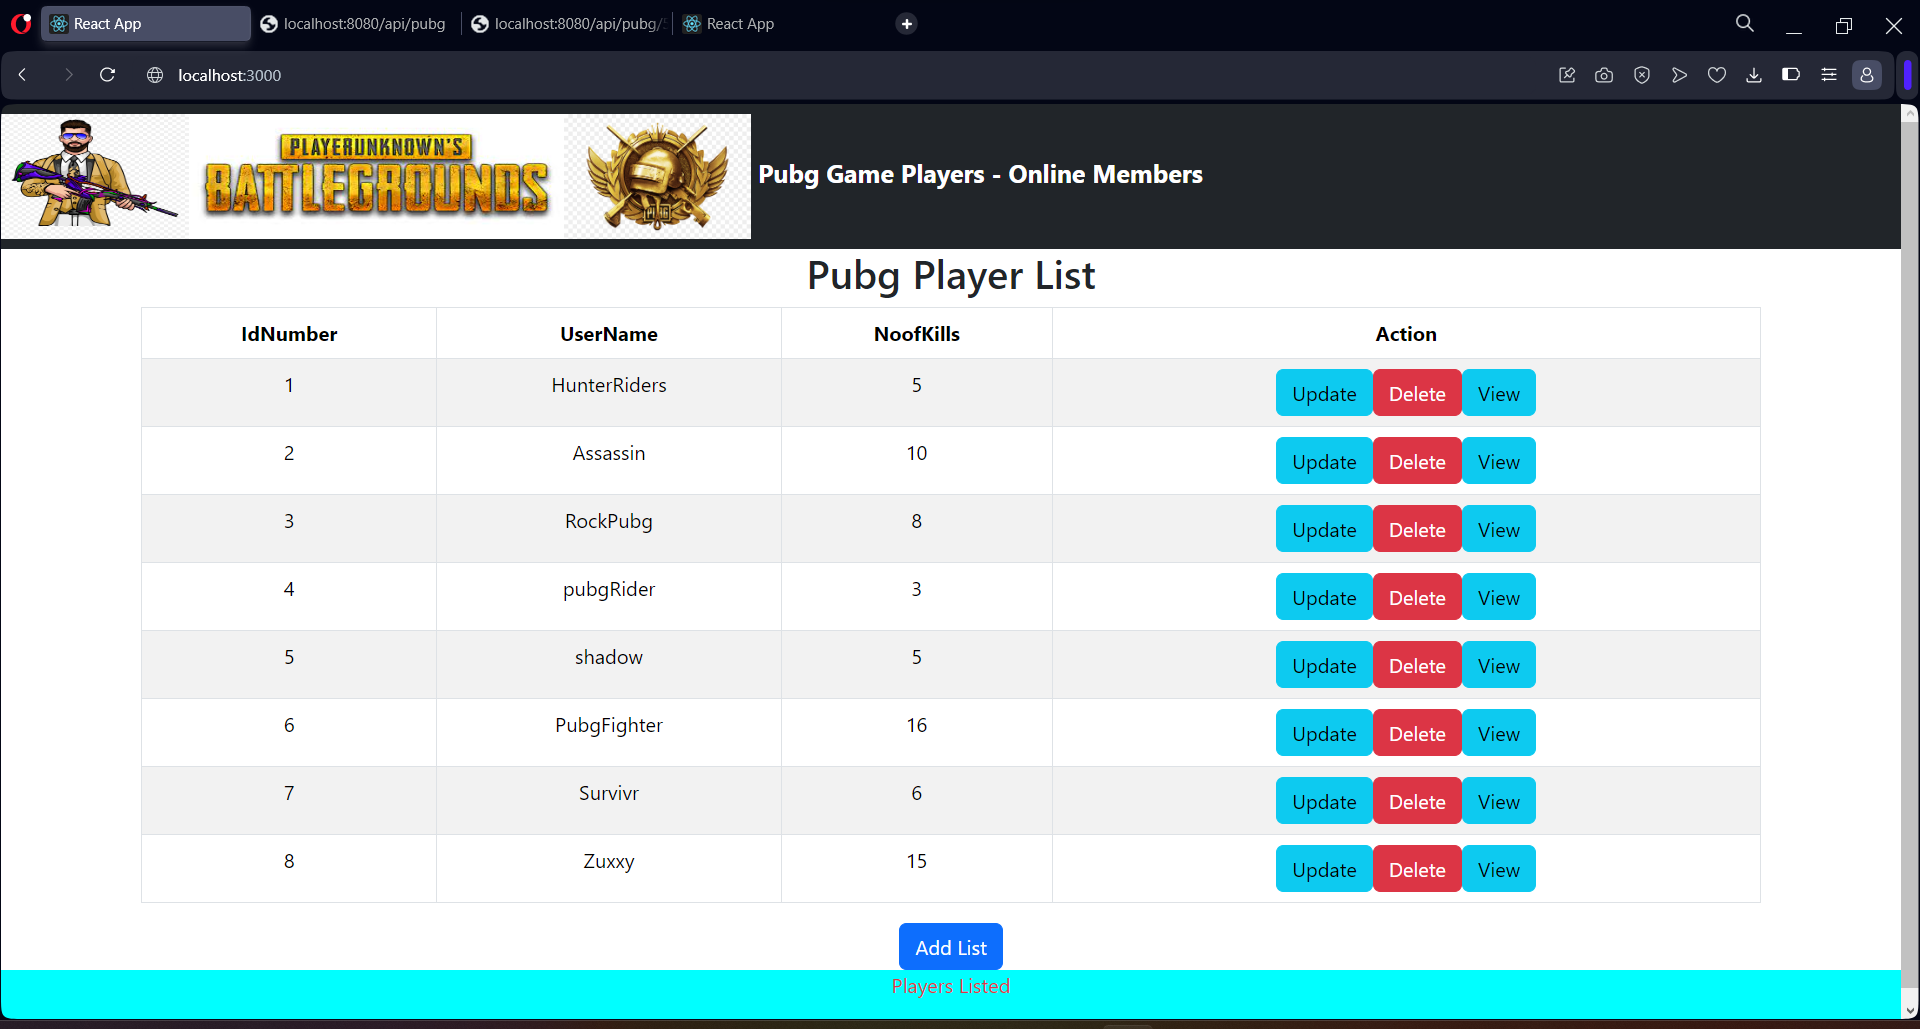 React App
localhost:8080/api/pubg
localhost:8080/api/pubg/
React App
localhost:3000
PLAYERUNKNOWN'S
BATTLEGROUNDS
PUBG
Pubg Game Players - Online Members
Pubg Player List
IdNumber UserName NoofKills Action
1 HunterRiders 5 Update Delete View
2 Assassin 10 Update Delete View
3 RockPubg 8 Update Delete View
4 pubgRider 3 Update Delete View
5 shadow 5 Update Delete View
6 PubgFighter 16 Update Delete View
7 Survivr 6 Update Delete View
8 Zuxxy 15 Update Delete View
Add List
Players Listed